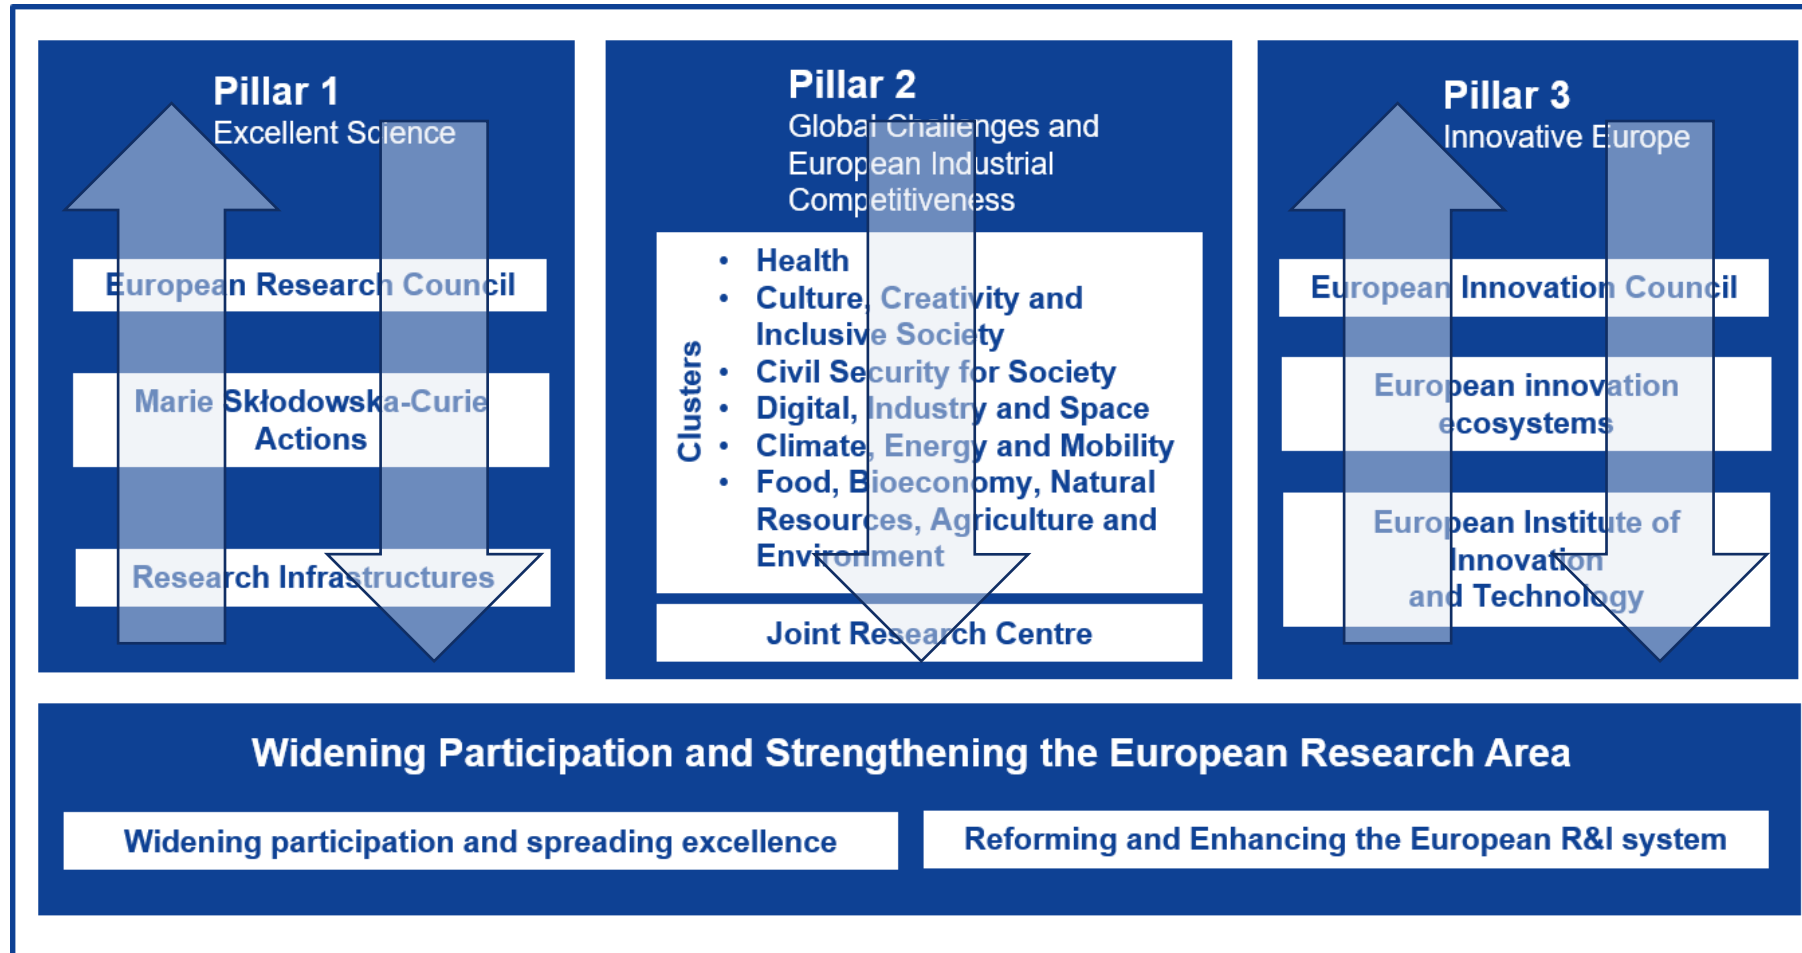 Pillar 1
Excellent Science
European Research Council
Marie Skłodowska-Curie
Actions
Research Infrastructures
Pillar 2
Global Challenges and
European Industrial
Competitiveness
Clusters
• Health
• Culture, Creativity and
Inclusive Society
• Civil Security for Society
• Digital, Industry and Space
• Climate, Energy and Mobility
• Food, Bioeconomy, Natural
Resources, Agriculture and
Environment
Joint Research Centre
Pillar 3
Innovative Europe
European Innovation Council
European innovation
ecosystems
European Institute of
Innovation
and Technology
Widening Participation and Strengthening the European Research Area
Widening participation and spreading excellence
Reforming and Enhancing the European R&I system